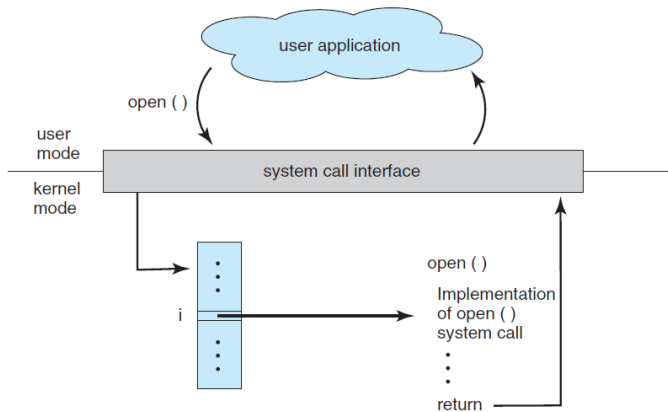 user application
open ( )
user
mode
system call interface
kernel
mode
open ( )
i
Implementation
of open ( )
system call
return